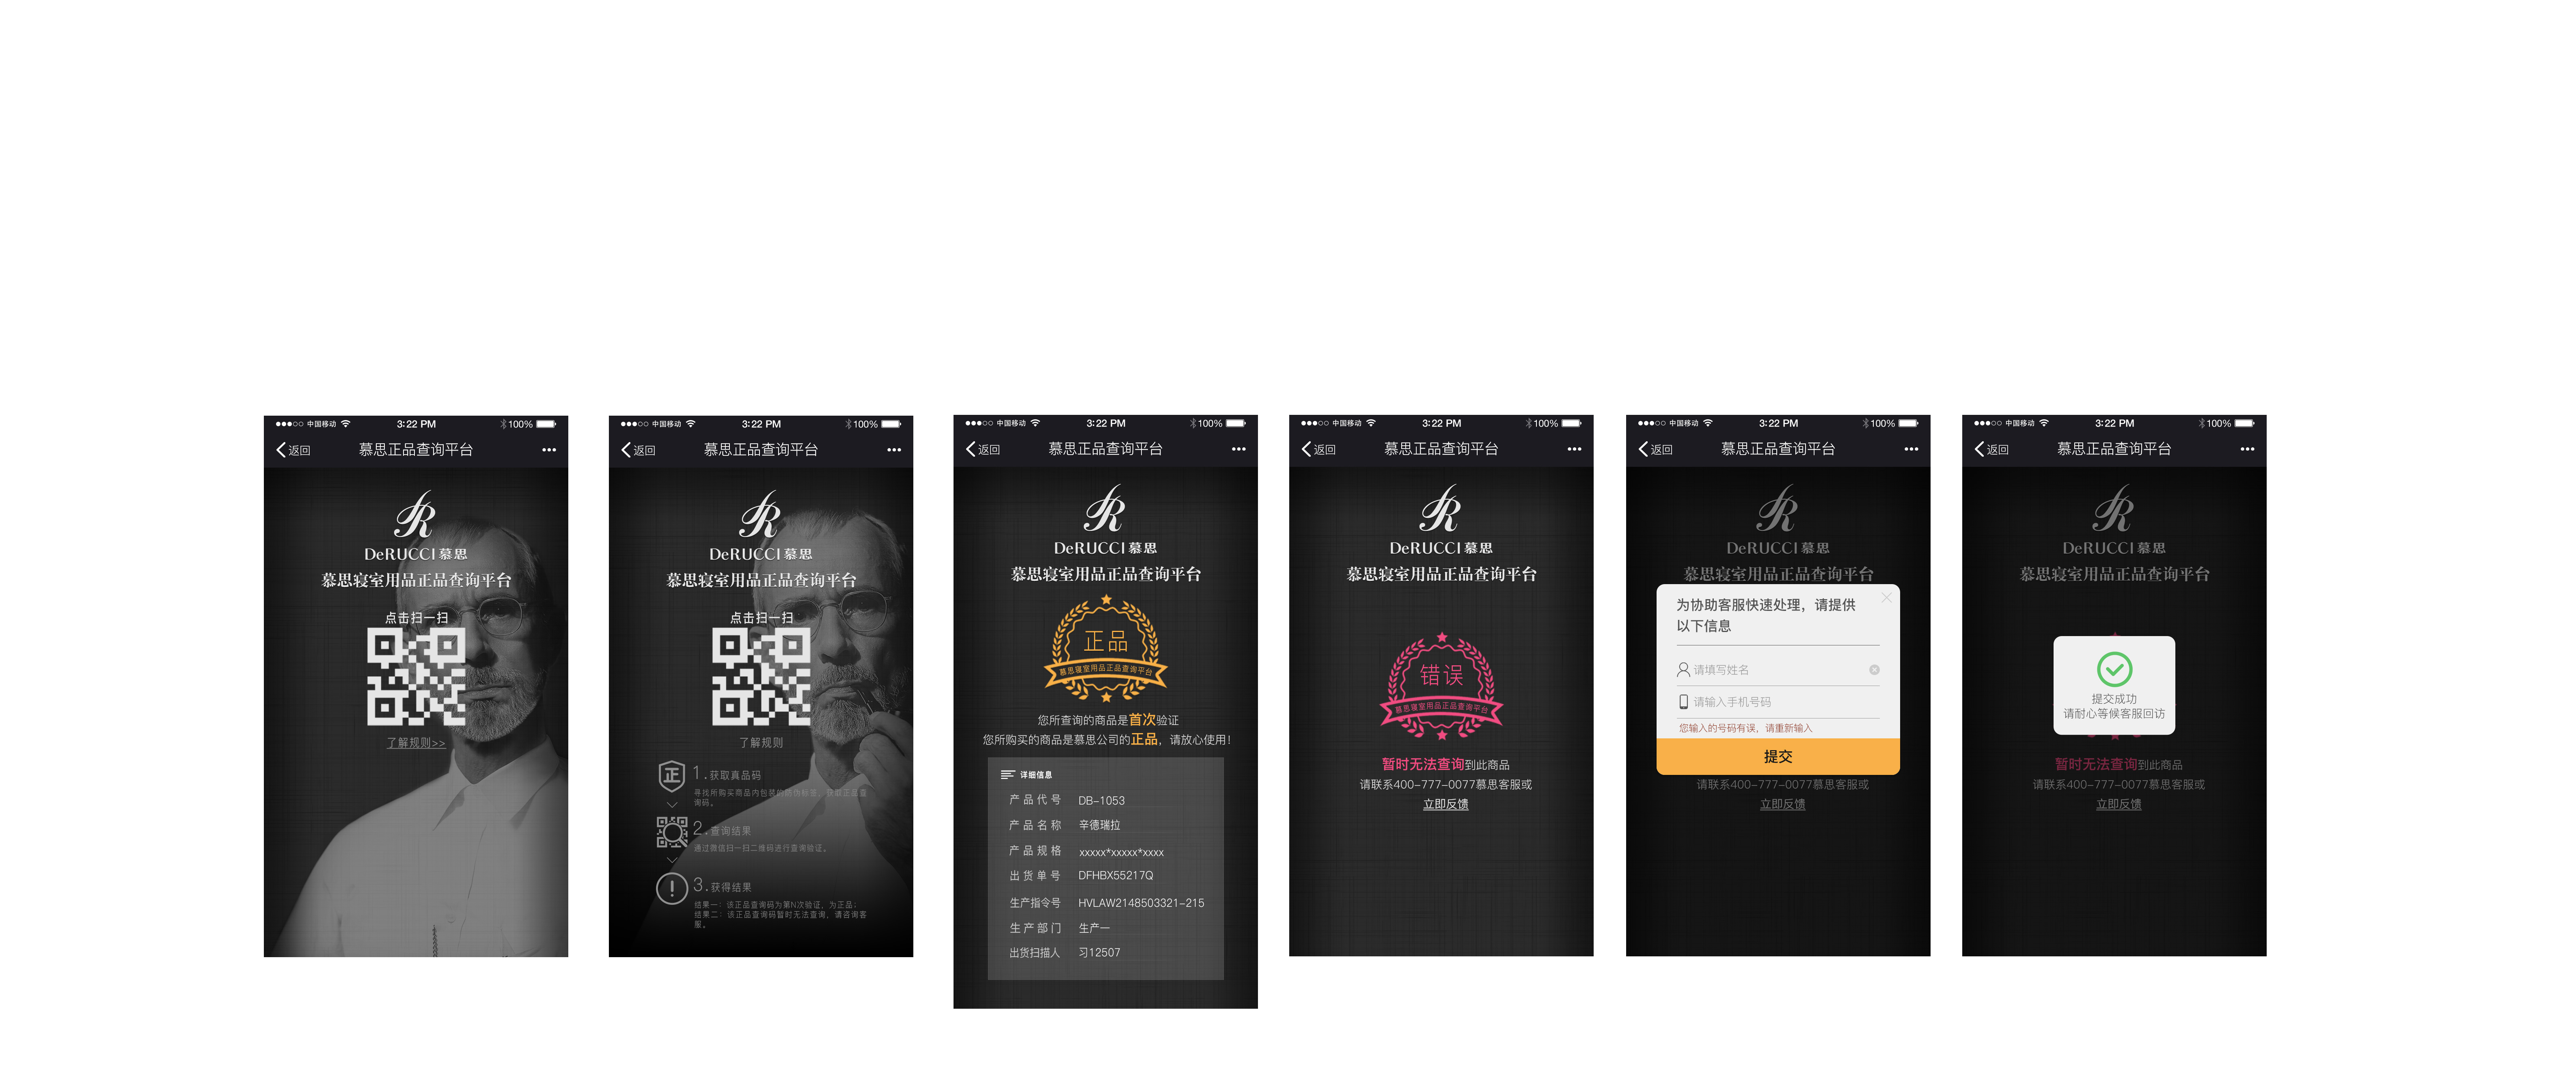 中国移动
3:22 PM
100%
返回
慕思正品查询平台
DeRUCCI 慕思
慕思寝室用品正品查询平台
点击扫一扫
了解规则>>
中国移动
3:22 PM
100%
返回
慕思正品查询平台
DeRUCCI 慕思
慕思寝室用品正品查询平台
点击扫一扫
了解规则
正
1.获取真品码
寻找所购买商品内包装的防伪标签，获取正品查
询码。
2.查询结果
通过微信扫一扫二维码进行查询验证。
3.获得结果
结果一：该正品查询码为第N次验证，为正品；
结果二：该正品查询码暂时无法查询，请咨询客
服。
中国移动
3:22 PM
100%
返回
慕思正品查询平台
DeRUCCI 慕思
慕思寝室用品正品查询平台
正品
慕思寝室用品正品查询平台
您所查询的商品是首次验证
您所购买的商品是慕思公司的正品，请放心使用！
详细信息
产品代号 DB-1053
产品名称 辛德瑞拉
产品规格 xxxxx*xxxxx*xxxx
出货单号 DFHBX55217Q
生产指令号 HVLAW2148503321-215
生产部门 生产一
出货扫描人 习12507
中国移动
3:22 PM
100%
返回
慕思正品查询平台
DeRUCCI 慕思
慕思寝室用品正品查询平台
错误
慕思寝室用品正品查询平台
暂时无法查询到此商品
请联系400-777-0077慕思客服或
立即反馈
中国移动
3:22 PM
100%
返回
慕思正品查询平台
DeRUCCI 慕思
慕思寝室用品正品查询平台
为协助客服快速处理，请提供
以下信息
请填写姓名
请输入手机号码
您输入的号码有误，请重新输入
提交
请联系400-777-0077慕思客服或
立即反馈
中国移动
3:22 PM
100%
返回
慕思正品查询平台
DeRUCCI 慕思
慕思寝室用品正品查询平台
提交成功
请耐心等候客服回访
暂时无法查询到此商品
请联系400-777-0077慕思客服或
立即反馈